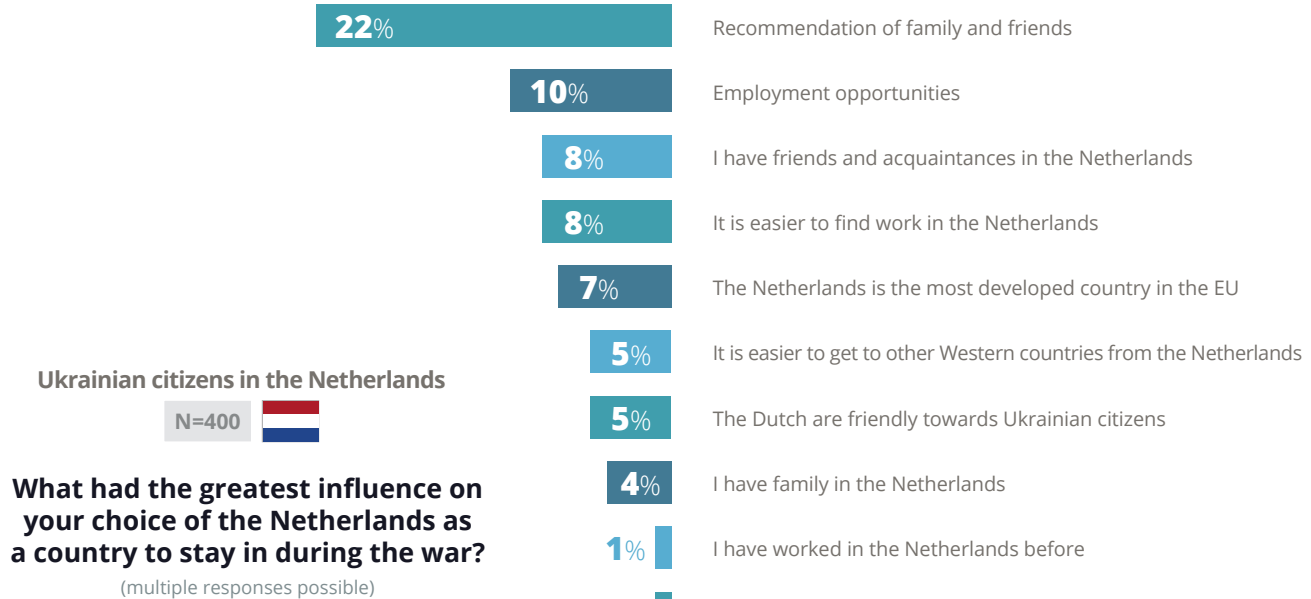 22% Recommendation of family and friends
10% Employment opportunities
8% I have friends and acquaintances in the Netherlands
8% It is easier to find work in the Netherlands
7% The Netherlands is the most developed country in the EU
5% It is easier to get to other Western countries from the Netherlands
5% The Dutch are friendly towards Ukrainian citizens
4% I have family in the Netherlands
1% I have worked in the Netherlands before
Ukrainian citizens in the Netherlands
N=400
What had the greatest influence on
your choice of the Netherlands as
a country to stay in during the war?
(multiple responses possible)